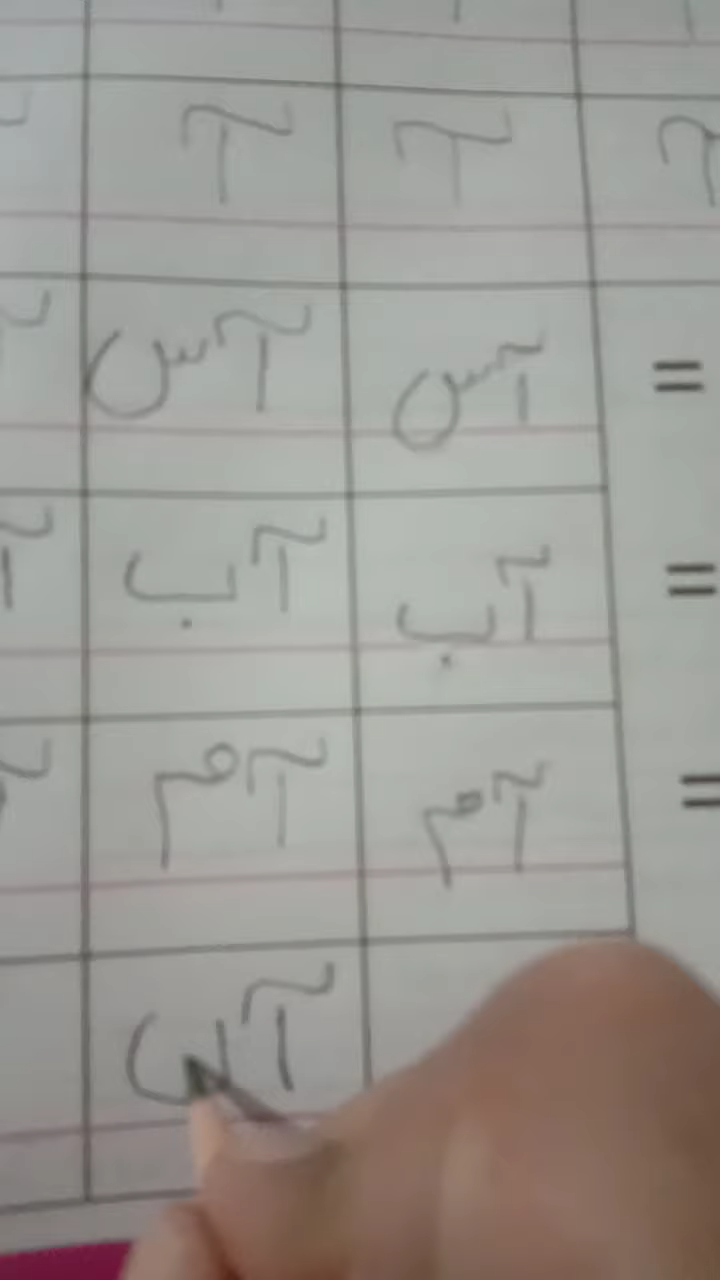 آ آ آ
= آس آس
= آب آب
= آم آم